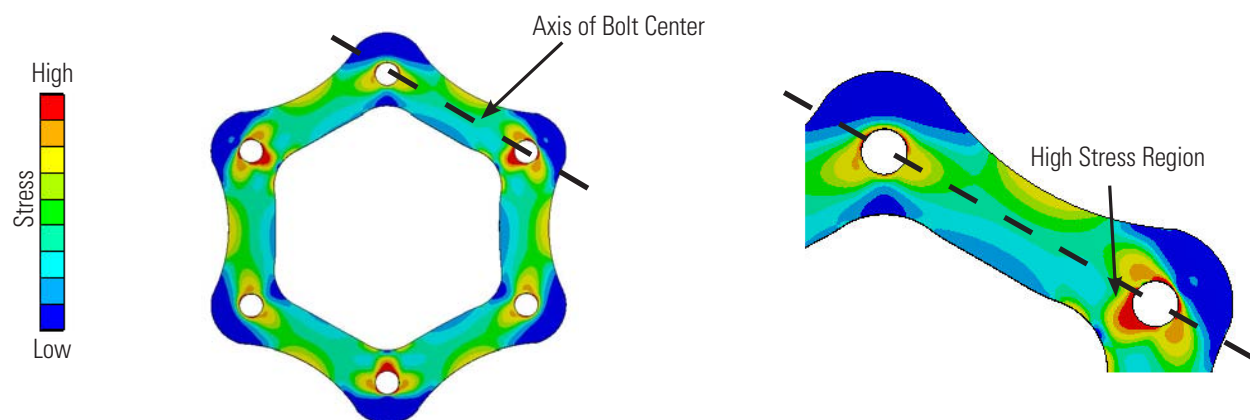 Axis of Bolt Center
High
Stress
Low
High Stress Region